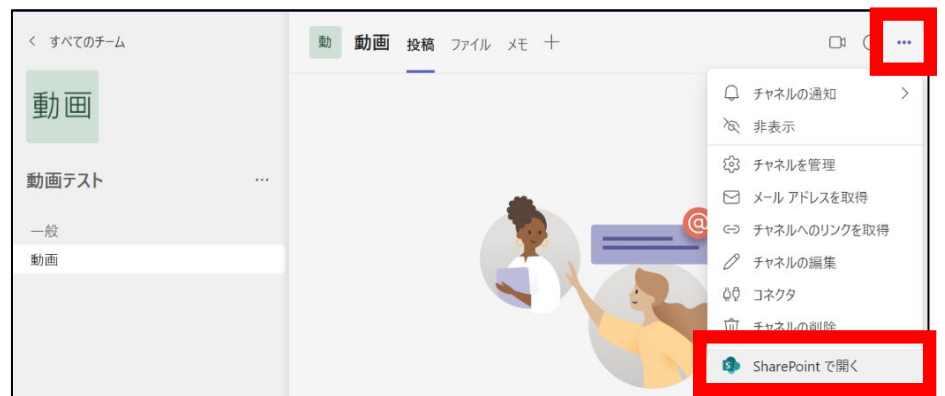 すべてのチーム
動画
動画テスト
...
一般
動画
動 動画 投稿 ファイル メモ
...
チャネルの通知
非表示
チャネルを管理
メール アドレスを取得
チャネルへのリンクを取得
チャネルの編集
コネクタ
チャネルの削除
SharePoint で開く
@